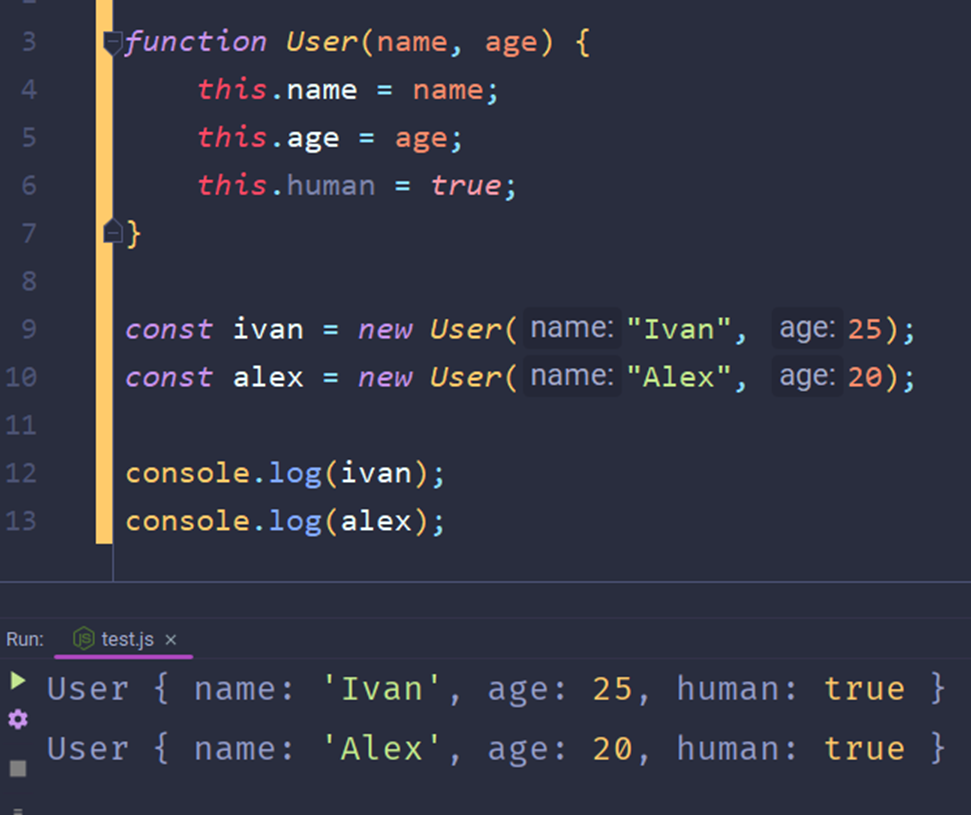 3 function User(name, age) {
4 this.name = name;
5 this.age = age;
6 this.human = true;
7 }
8
9 const ivan = new User( name: "Ivan", age: 25);
10 const alex = new User( name: "Alex", age: 20);
11
12 console.log(ivan);
13 console.log(alex);
Run: JS test.js ×
User { name: 'Ivan', age: 25, human: true }
User { name: 'Alex', age: 20, human: true }